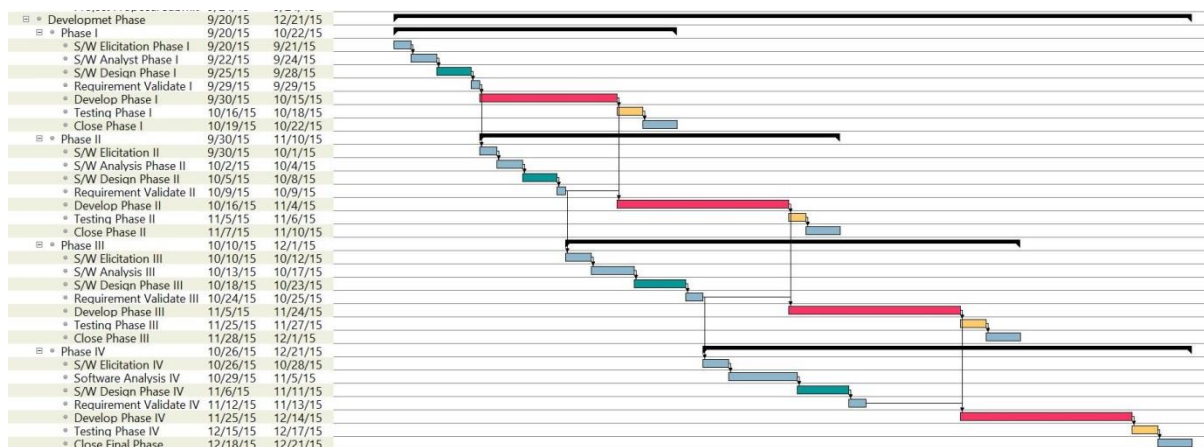 Developmet Phase 9/20/15 12/21/15
Phase I 9/20/15 10/22/15
S/W Elicitation Phase I 9/20/15 9/21/15
S/W Analyst Phase I 9/22/15 9/24/15
S/W Design Phase I 9/25/15 9/28/15
Requirement Validate I 9/29/15 9/29/15
Develop Phase I 9/30/15 10/15/15
Testing Phase I 10/16/15 10/18/15
Close Phase I 10/19/15 10/22/15
Phase II 9/30/15 11/10/15
S/W Elicitation II 9/30/15 10/1/15
S/W Analysis Phase II 10/2/15 10/4/15
S/W Design Phase II 10/5/15 10/8/15
Requirement Validate II 10/9/15 10/9/15
Develop Phase II 10/16/15 11/4/15
Testing Phase II 11/5/15 11/6/15
Close Phase II 11/7/15 11/10/15
Phase III 10/10/15 12/1/15
S/W Elicitation III 10/10/15 10/12/15
S/W Analysis III 10/13/15 10/17/15
S/W Design Phase III 10/18/15 10/23/15
Requirement Validate III 10/24/15 10/25/15
Develop Phase III 11/5/15 11/24/15
Testing Phase III 11/25/15 11/27/15
Close Phase III 11/28/15 12/1/15
Phase IV 10/26/15 12/21/15
S/W Elicitation IV 10/26/15 10/28/15
Software Analysis IV 10/29/15 11/5/15
S/W Design Phase IV 11/6/15 11/11/15
Requirement Validate IV 11/12/15 11/13/15
Develop Phase IV 11/25/15 12/14/15
Testing Phase IV 12/15/15 12/17/15
Close Final Phase 12/18/15 12/21/15